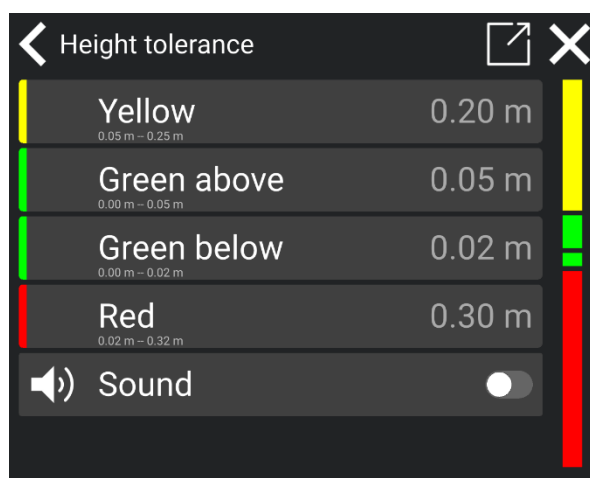 Height tolerance
Yellow 0.20 m
0.05 m – 0.25 m
Green above 0.05 m
0.00 m – 0.05 m
Green below 0.02 m
0.00 m – 0.02 m
Red 0.30 m
0.02 m – 0.32 m
Sound